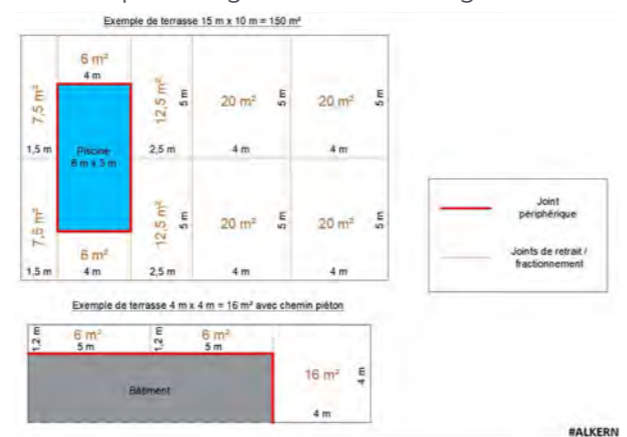 Exemple de terrasse 15 m x 10 m = 150 m²
6 m²
4 m
7,5 m²
12,5 m²
5 m
20 m²
5 m
20 m²
5 m
1,5 m
Piscine
6 m x 3 m
2,5 m
4 m
4 m
7,5 m²
12,5 m²
5 m
20 m²
5 m
20 m²
5 m
6 m²
1,5 m
4 m
2,5 m
4 m
4 m
Joint
périphérique
Joints de retrait /
fractionnement
Exemple de terrasse 4 m x 4 m = 16 m² avec chemin piéton
1,2 m
6 m²
5 m
1,2 m
6 m²
5 m
Bâtiment
16 m²
4 m
4 m
#ALKERN